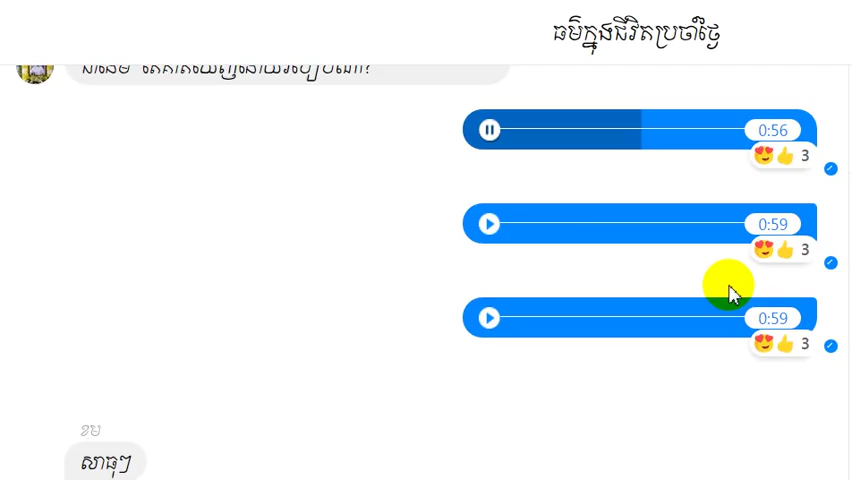 ធម៌ក្នុងជីវិតប្រចាំថ្ងៃ
0:56
3
0:59
3
0:59
3
ខុម
សាធុៗ